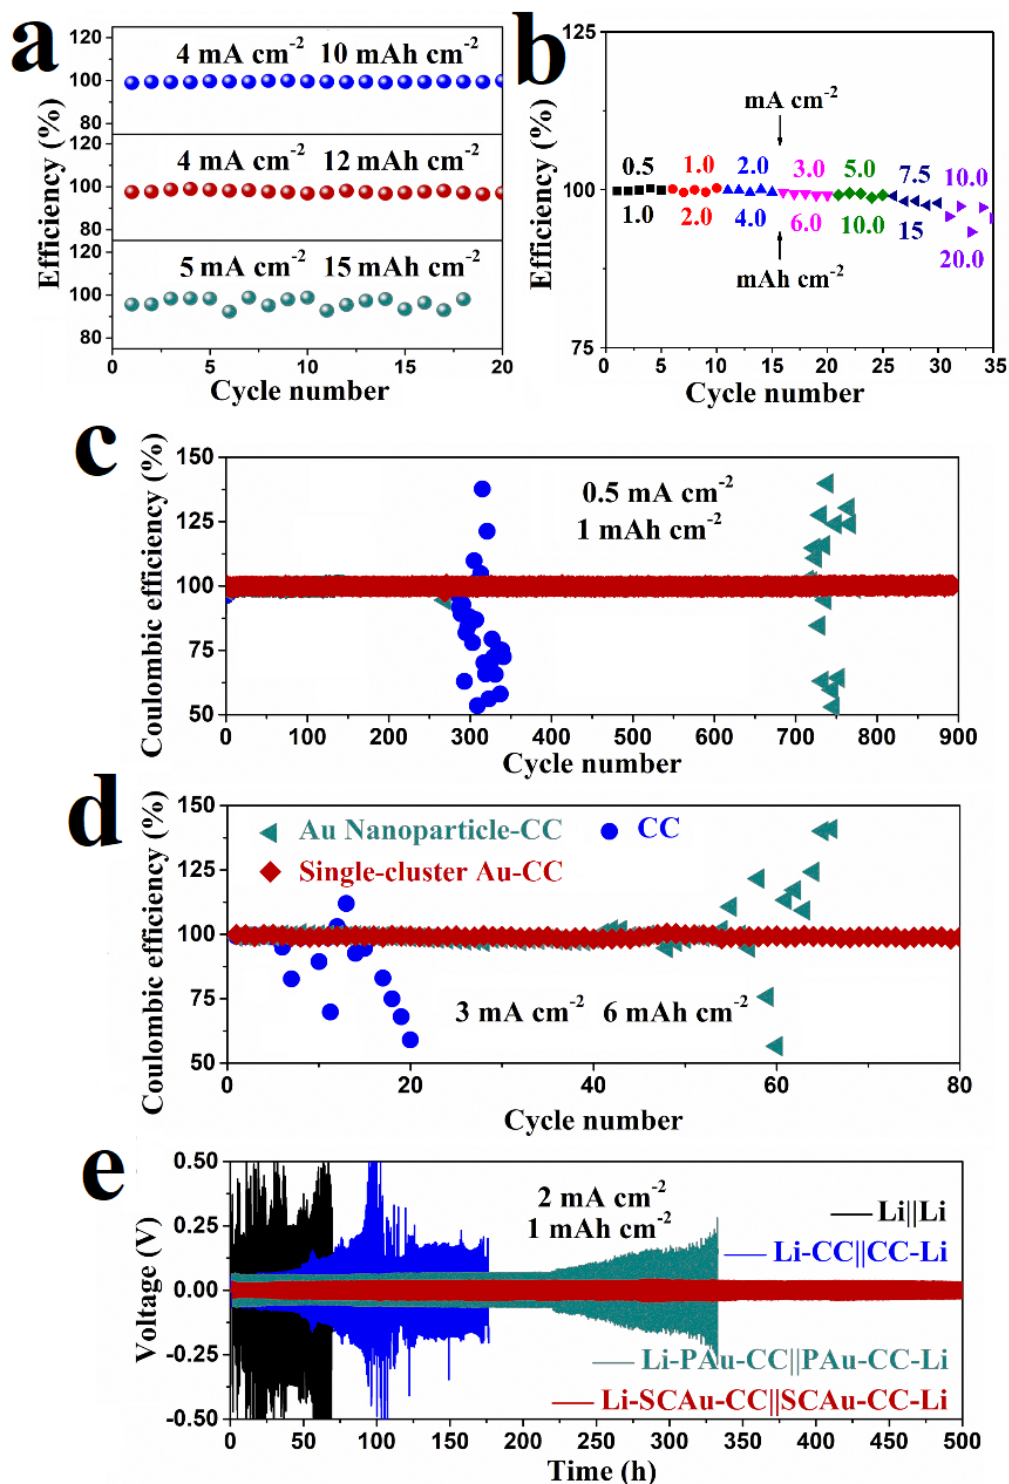 a
Efficiency (%)
120
4 mA cm⁻² 10 mAh cm⁻²
100
80
120
4 mA cm⁻² 12 mAh cm⁻²
100
80
120
5 mA cm⁻² 15 mAh cm⁻²
100
80
0 5 10 15 20
Cycle number
b
Efficiency (%)
125
mA cm⁻²
0.5 1.0 2.0 3.0 5.0 7.5 10.0
100
1.0 2.0 4.0 6.0 10.0 15 20.0
mAh cm⁻²
75
0 5 10 15 20 25 30 35
Cycle number
c
Coulombic efficiency (%)
150
0.5 mA cm⁻²
1 mAh cm⁻²
125
100
75
50
0 100 200 300 400 500 600 700 800 900
Cycle number
d
Coulombic efficiency (%)
150
Au Nanoparticle-CC CC
Single-cluster Au-CC
125
100
75
3 mA cm⁻² 6 mAh cm⁻²
50
0 20 40 60 80
Cycle number
e
Voltage (V)
0.50
2 mA cm⁻²
1 mAh cm⁻²
Li||Li
0.25
Li-CC||CC-Li
0.00
-0.25
Li-PAu-CC||PAu-CC-Li
Li-SCAu-CC||SCAu-CC-Li
-0.50
0 50 100 150 200 250 300 350 400 450 500
Time (h)